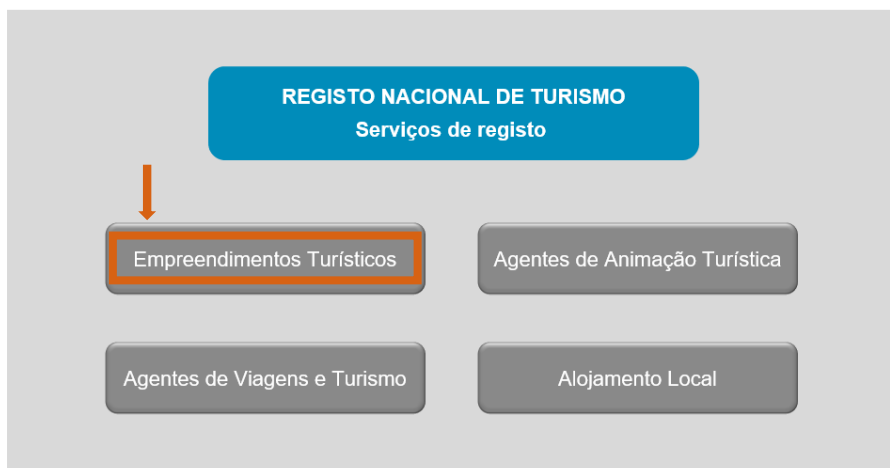 REGISTO NACIONAL DE TURISMO
Serviços de registo
Empreendimentos Turísticos
Agentes de Animação Turística
Agentes de Viagens e Turismo
Alojamento Local